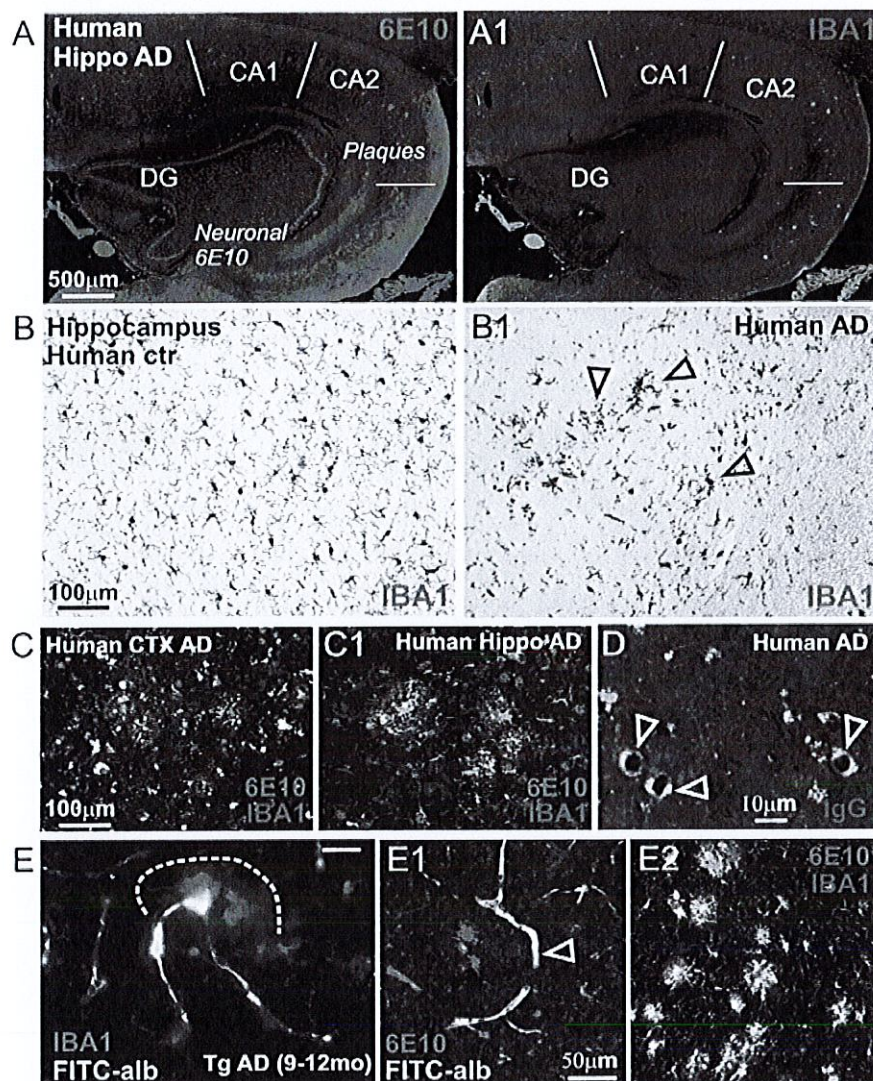 A
Human
Hippo AD
6E10
CA1
CA2
Plaques
DG
Neuronal
6E10
500µm
A1
IBA1
CA1
CA2
DG
B
Hippocampus
Human ctr
100µm
IBA1
B1
Human AD
IBA1
C
Human CTX AD
6E10
IBA1
100µm
C1
Human Hippo AD
6E10
IBA1
D
Human AD
10µm
IgG
E
IBA1
FITC-alb
Tg AD (9-12mo)
E1
6E10
FITC-alb
50µm
E2
6E10
IBA1